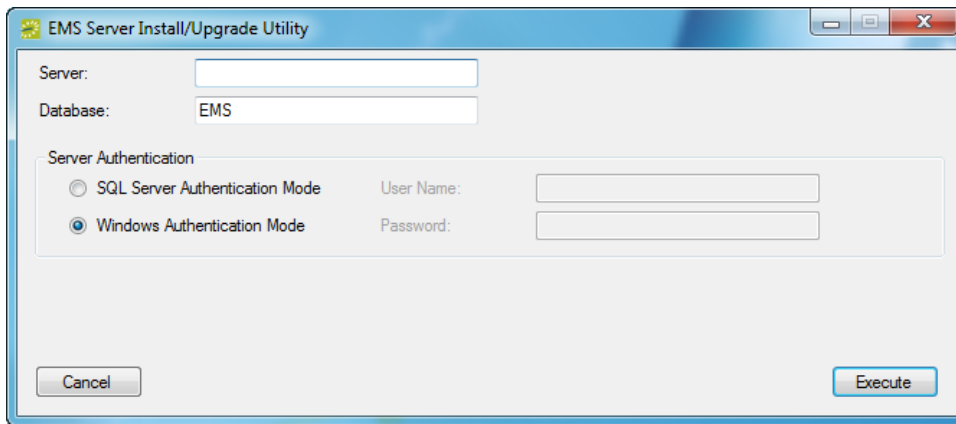 EMS Server Install/Upgrade Utility
Server:
Database: EMS
Server Authentication
SQL Server Authentication Mode User Name:
Windows Authentication Mode Password:
Cancel Execute